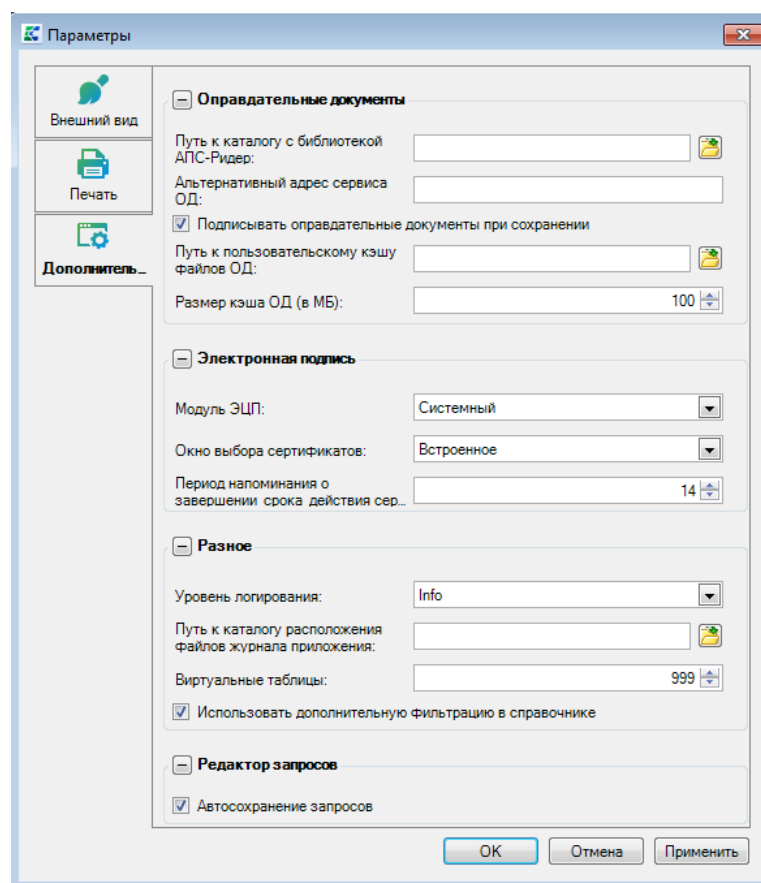 Параметры
Внешний вид
Печать
Дополнитель...
Оправдательные документы
Путь к каталогу с библиотекой
АПС-Ридер:
Альтернативный адрес сервиса
ОД:
Подписывать оправдательные документы при сохранении
Путь к пользовательскому кэшу
файлов ОД:
Размер кэша ОД (в МБ):
100
Электронная подпись
Модуль ЭЦП:
Системный
Окно выбора сертификатов:
Встроенное
Период напоминания о
завершении срока действия сер...
14
Разное
Уровень логирования:
Info
Путь к каталогу расположения
файлов журнала приложения:
Виртуальные таблицы:
999
Использовать дополнительную фильтрацию в справочнике
Редактор запросов
Автосохранение запросов
OK
Отмена
Применить